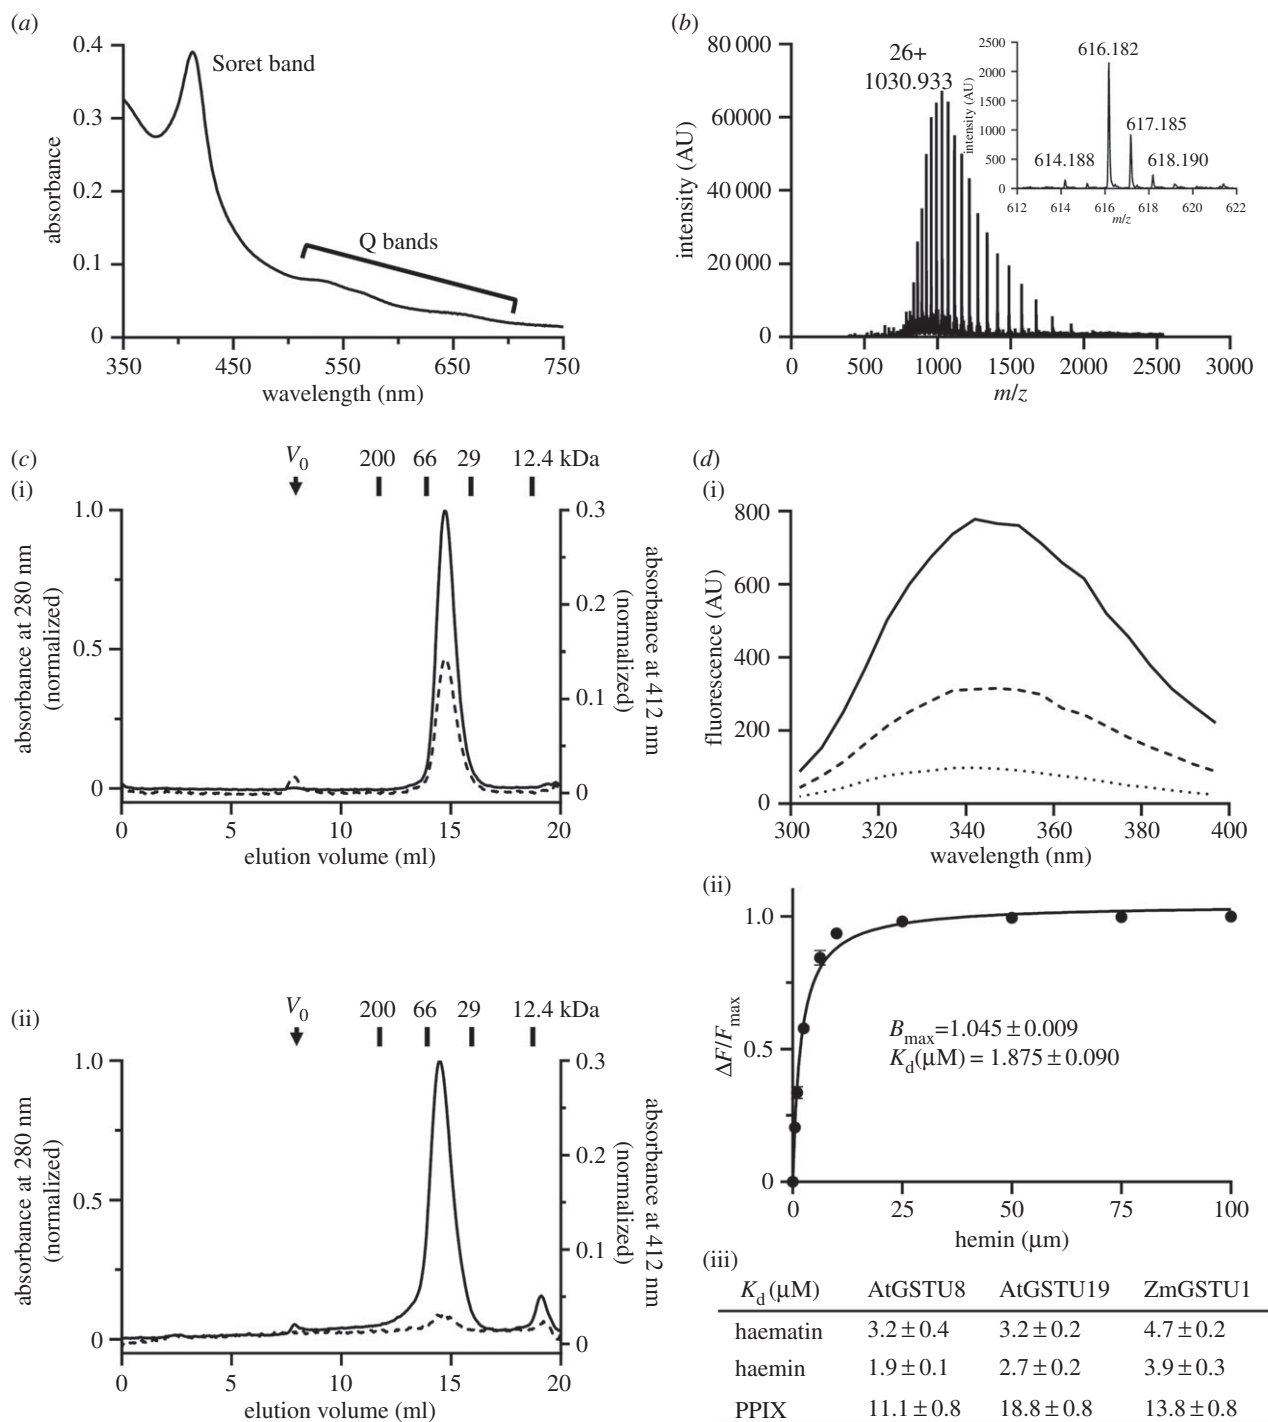 (a)
0.4
0.3
0.2
0.1
0
absorbance
Soret band
Q bands
350
450
550
650
750
wavelength (nm)
(b)
80 000
60000
40 000
20 000
0
intensity (AU)
26+
1030.933
0
500
1000
1500
2000
2500
3000
m/z
2500
2000
1500
1000
500
0
intensity (AU)
616.182
617.185
614.188
618.190
612
614
616
618
620
622
m/z
(c)
(i)
V0
200
66
29
12.4 kDa
1.0
0.5
0
absorbance at 280 nm
(normalized)
0.3
0.2
0.1
0
absorbance at 412 nm
(normalized)
0
5
10
15
20
elution volume (ml)
(ii)
V0
200
66
29
12.4 kDa
1.0
0.5
0
absorbance at 280 nm
(normalized)
0.3
0.2
0.1
0
absorbance at 412 nm
(normalized)
0
5
10
15
20
elution volume (ml)
(d)
(i)
800
600
400
200
0
fluorescence (AU)
300
320
340
360
380
400
wavelength (nm)
(ii)
1.0
0.5
0
ΔF/Fmax
Bmax=1.045±0.009
Kd(μM) = 1.875±0.090
0
25
50
75
100
hemin (μm)
(iii)
Kd (μM) AtGSTU8 AtGSTU19 ZmGSTU1
haematin 3.2±0.4 3.2±0.2 4.7±0.2
haemin 1.9±0.1 2.7±0.2 3.9±0.3
PPIX 11.1±0.8 18.8±0.8 13.8±0.8